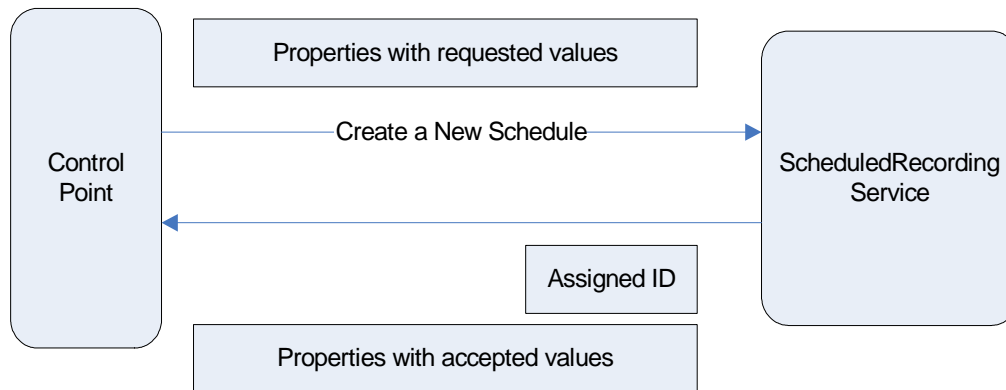 Properties with requested values
Create a New Schedule
Control
Point
ScheduledRecording
Service
Assigned ID
Properties with accepted values